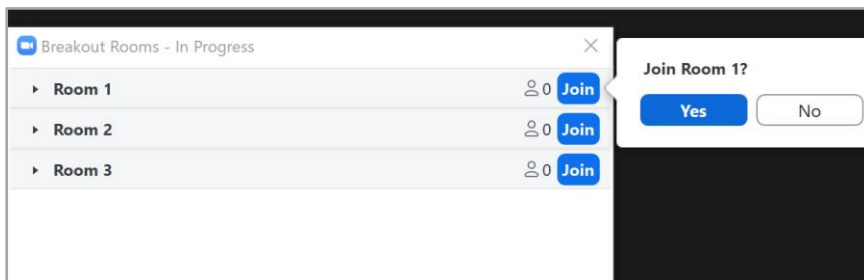 Breakout Rooms - In Progress
Room 1 0 Join
Room 2 0 Join
Room 3 0 Join
Join Room 1?
Yes No